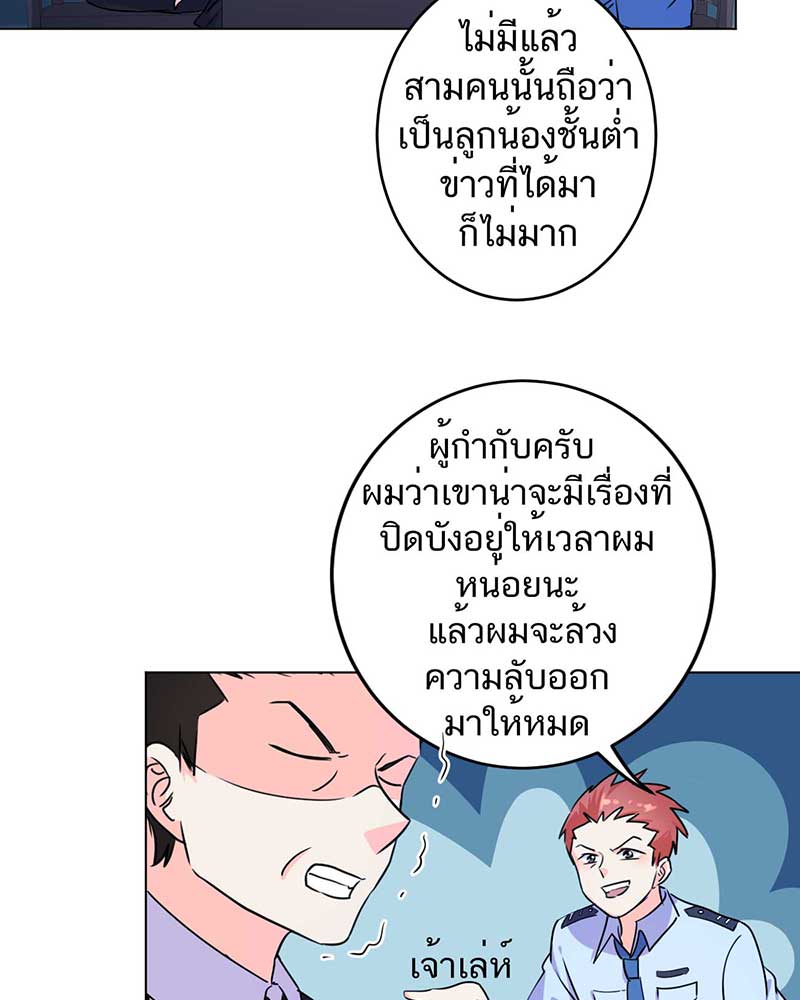 ไม่มีแล้ว
สามคนนั้นถือว่า
เป็นลูกน้องชั้นต่ำ
ข่าวที่ได้มา
ก็ไม่มาก
ผู้กำกับครับ
ผมว่าเขาน่าจะมีเรื่องที่
ปิดบังอยู่ให้เวลาผม
หน่อยนะ
แล้วผมจะล้วง
ความลับออก
มาให้หมด
เจ้าเล่ห์